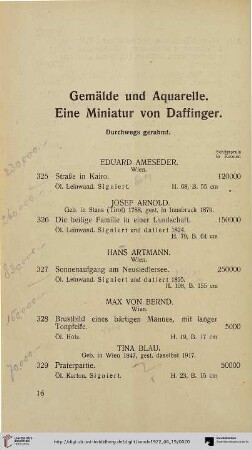 Gemälde und Aquarelle.
Eine Miniatur von Daffinger.
Durchwegs gerahmt.
Schätzpreis
in Kronen
EDUARD AMESEDER.
Wien.
325 Straße in Kairo. 120000
Öl. Leinwand. Signiert. H. 68, B. 55 cm
JOSEF ARNOLD.
Geb. in Stans (Tirol) 1788, gest. in Innsbruck 1879.
326 Die heilige Familie in einer Landschaft. 150000
Öl. Leinwand. Signiert und datiert 1824.
H. 79, B. 64 cm
HANS ARTMANN.
Wien.
327 Sonnenaufgang am Neusiedlersee. 250000
Öl. Leinwand. Signiert und datiert 1895.
H. 108, B. 155 cm
MAX VON BERND.
Wien.
328 Brustbild eines bärtigen Mannes, mit langer
Tonpfeife. 5000
Öl. Holz. H. 19, B. 17 cm
TINA BLAU.
Geb. in Wien 1847, gest. daselbst 1917.
329 Praterpartie. 50000
Öl. Karton. Signiert. H. 23, B. 15 cm
16